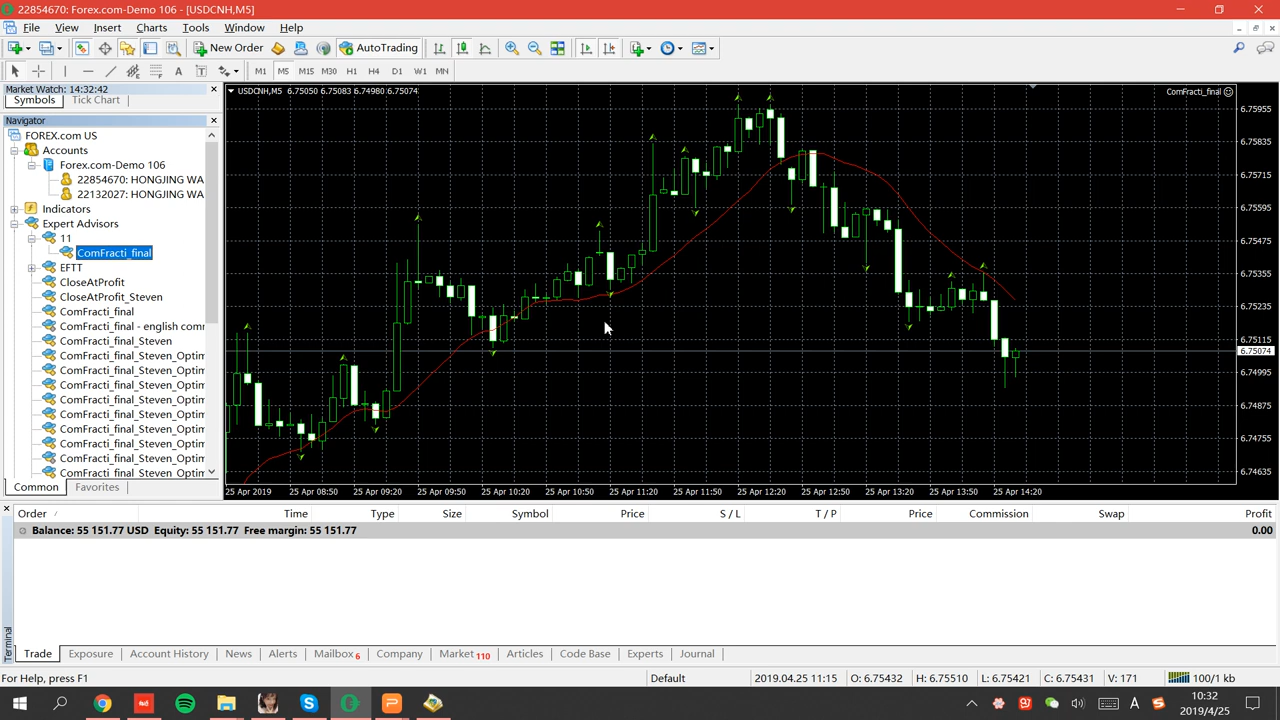 22854670: Forex.com-Demo 106 - [USDCNH,M5]
File View Insert Charts Tools Window Help
New Order AutoTrading
A T M1 M5 M15 M30 H1 H4 D1 W1 MN
Market Watch: 14:32:42
Symbols Tick Chart
Navigator
FOREX.com US
Accounts
Forex.com-Demo 106
22854670: HONGJING WA
22132027: HONGJING WA
Indicators
Expert Advisors
11
ComFracti_final
EFTT
CloseAtProfit
CloseAtProfit_Steven
ComFracti_final
ComFracti_final - english comr
ComFracti_final_Steven
ComFracti_final_Steven_Optim
ComFracti_final_Steven_Optim
ComFracti_final_Steven_Optim
ComFracti_final_Steven_Optim
ComFracti_final_Steven_Optim
ComFracti_final_Steven_Optim
ComFracti_final_Steven_Optim
ComFracti_final_Steven_Optim
ComFracti_final_Steven_Optim
Common Favorites
USDCNH,M5 6.75050 6.75083 6.74980 6.75074
ComFracti_final
6.75955
6.75835
6.75715
6.75595
6.75475
6.75355
6.75235
6.75115
6.75074
6.74995
6.74875
6.74755
6.74635
25 Apr 2019 25 Apr 08:50 25 Apr 09:20 25 Apr 09:50 25 Apr 10:20 25 Apr 10:50 25 Apr 11:20 25 Apr 11:50 25 Apr 12:20 25 Apr 12:50 25 Apr 13:20 25 Apr 13:50 25 Apr 14:20
Order / Time Type Size Symbol Price S / L T / P Price Commission Swap Profit
Balance: 55 151.77 USD Equity: 55 151.77 Free margin: 55 151.77 0.00
Terminal
Trade Exposure Account History News Alerts Mailbox 6 Company Market 110 Articles Code Base Experts Journal
For Help, press F1 Default 2019.04.25 11:15 O: 6.75432 H: 6.75510 L: 6.75421 C: 6.75431 V: 171 100/1 kb
A
10:32
2019/4/25